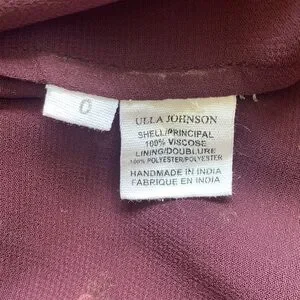 0
ULLA JOHNSON
SHELL/PRINCIPAL
100% VISCOSE
LINING/DOUBLURE
100% POLYESTER/POLYESTER
HANDMADE IN INDIA
FABRIQUE EN INDIA